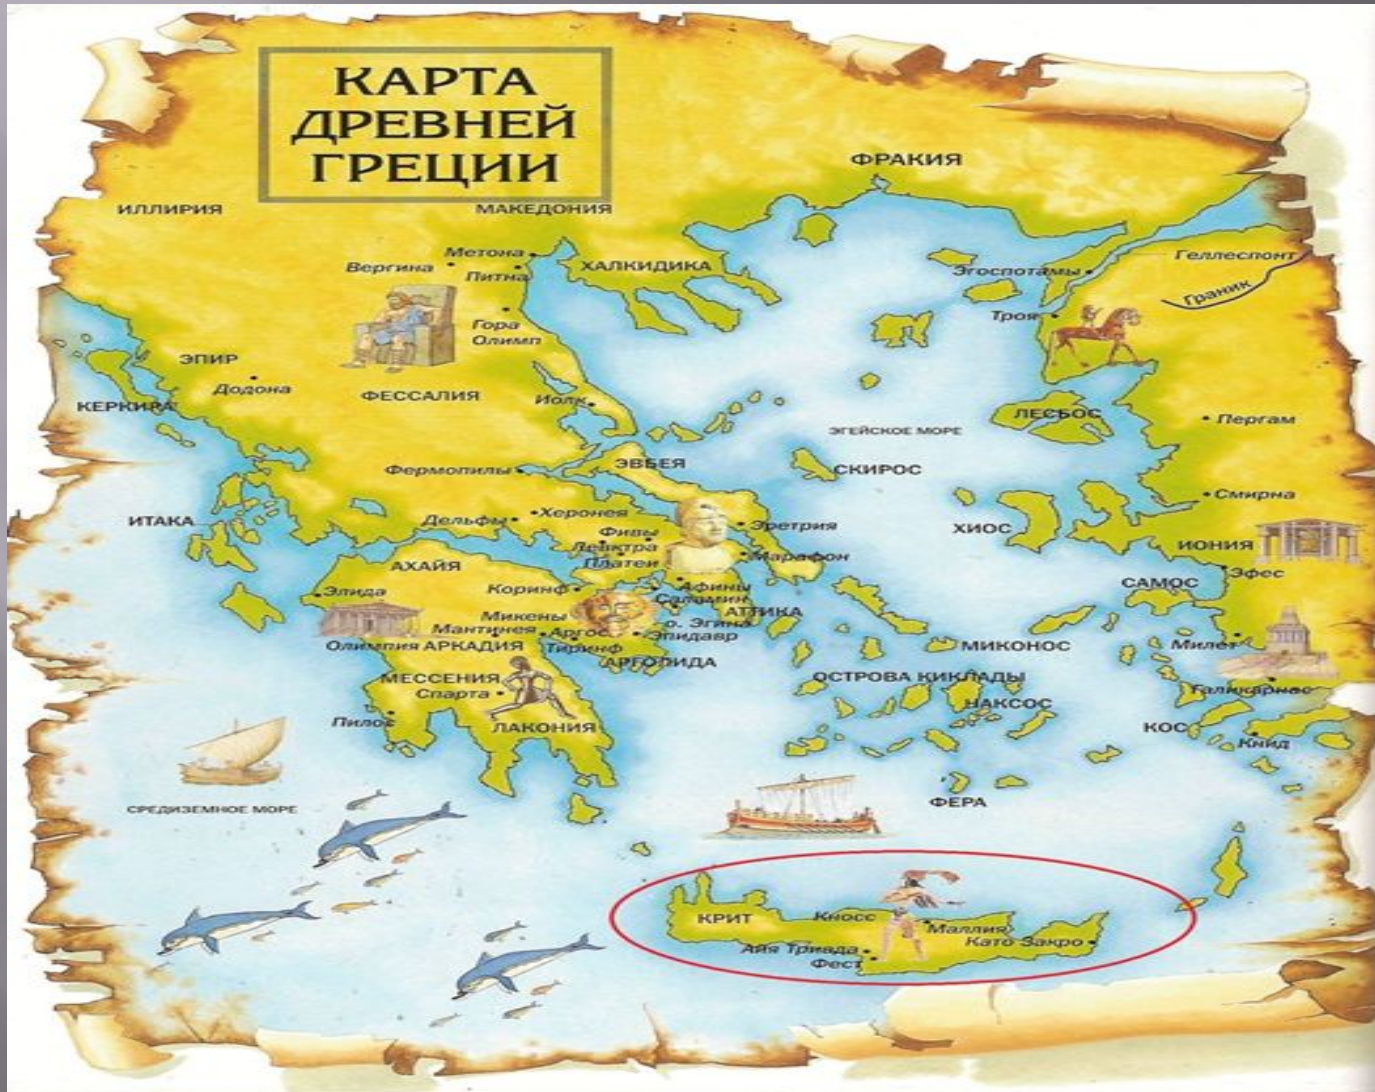 КАРТА
ДРЕВНЕЙ
ГРЕЦИИ
ФРАКИЯ
ИЛЛИРИЯ
МАКЕДОНИЯ
Метона
Вергина
Питна
ХАЛКИДИКА
Геллеспонт
Эгоспотамы
Граник
Троя
Гора
Олимп
ЭПИР
Додона
ФЕССАЛИЯ
Иолк
КЕРКИРА
ЛЕСБОС
Пергам
ЭГЕЙСКОЕ МОРЕ
Фермопилы
ЭВБЕЯ
СКИРОС
Смирна
ИТАКА
Дельфы
Херонея
Фивы
Левктра
Платеи
Эретрия
Марафон
ХИОС
ИОНИЯ
Эфес
АХАЙЯ
Элида
Коринф
Афины
Саламин
АТТИКА
САМОС
Микены
о. Эгина
Мантинея
Аргос
Эпидавр
Олимпия
АРКАДИЯ
Тиринф
АРГОЛИДА
МИКОНОС
Милет
МЕССЕНИЯ
Спарта
ОСТРОВА КИКЛАДЫ
Галикарнас
НАКСОС
Пилос
ЛАКОНИЯ
КОС
Книд
СРЕДИЗЕМНОЕ МОРЕ
ФЕРА
КРИТ
Кносс
Маллия
Като Закро
Айя Триада
Фест